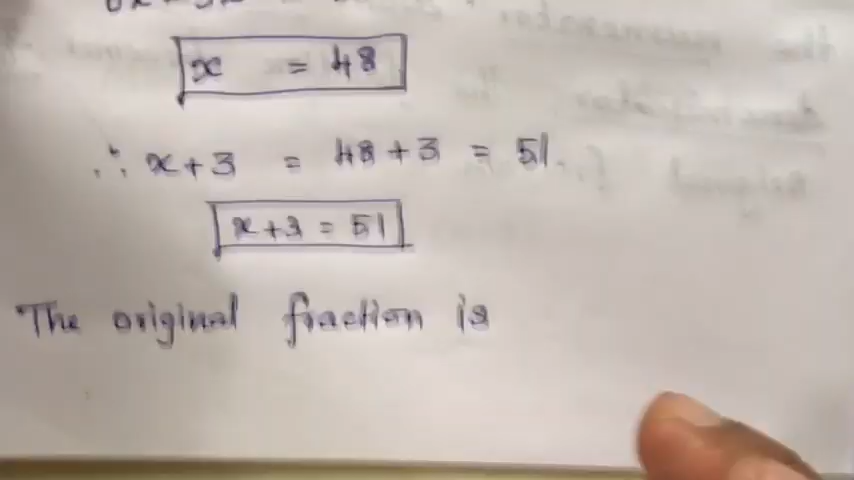 x = 48
∴ x+3 = 48+3 = 51.
x+3 = 51
The original fraction is